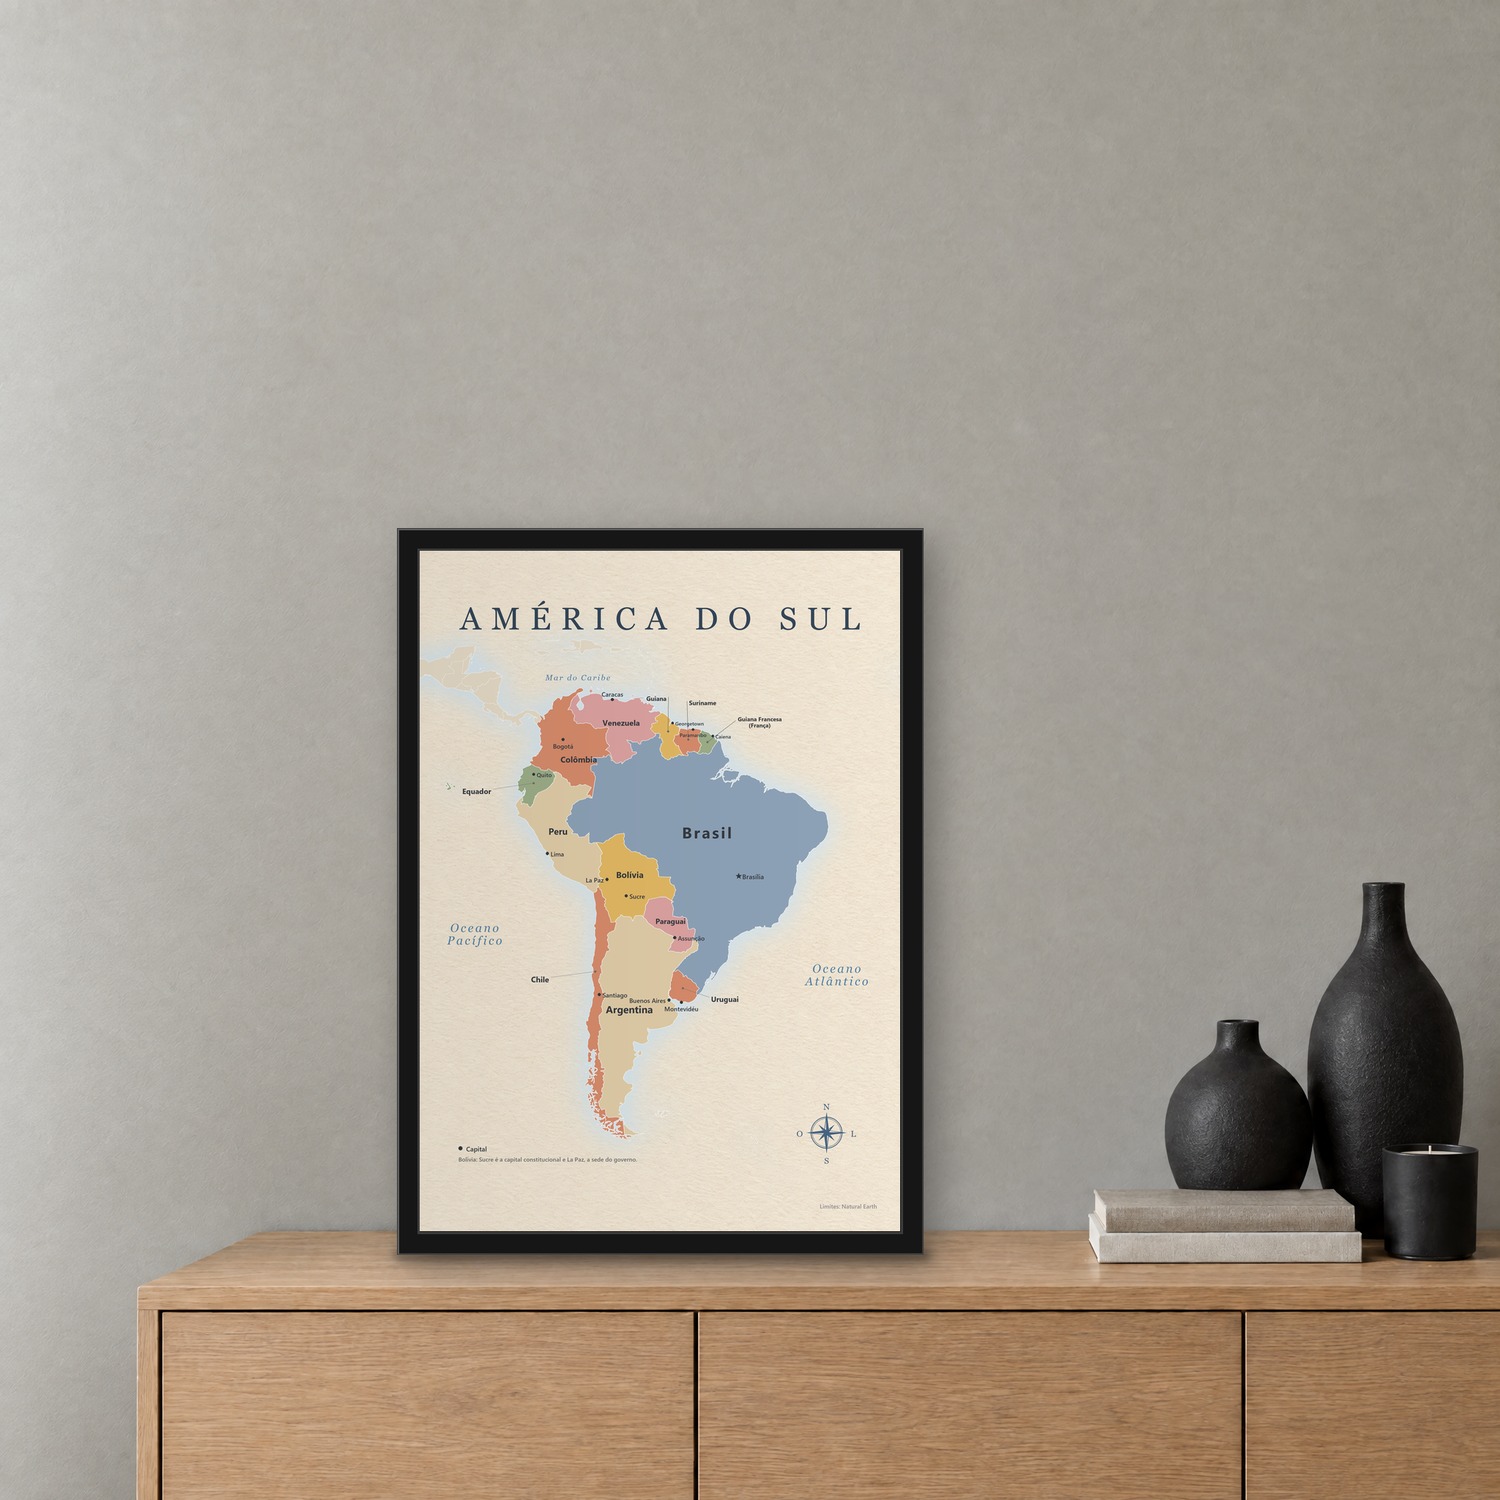 AMÉRICA DO SUL
Mar do Caribe
Caracas
Guiana
Suriname
Venezuela
Georgetown
Guiana Francesa
(França)
Paramaribo
Caiena
Bogotá
Colômbia
Quito
Equador
Peru
Brasil
Lima
La Paz
Bolívia
Brasília
Sucre
Paraguai
Oceano
Pacífico
Assunção
Oceano
Atlântico
Chile
Santiago
Buenos Aires
Uruguai
Argentina
Montevidéu
N
O
L
S
Capital
Bolívia: Sucre é a capital constitucional e La Paz, a sede do governo.
Limites: Natural Earth